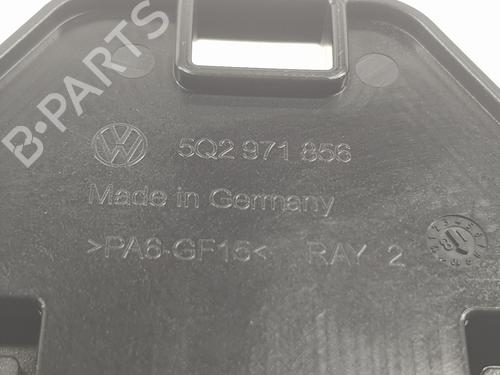 5Q2 971 856
Made in Germany
>PA6-GF15< RAY 2
B-Parts